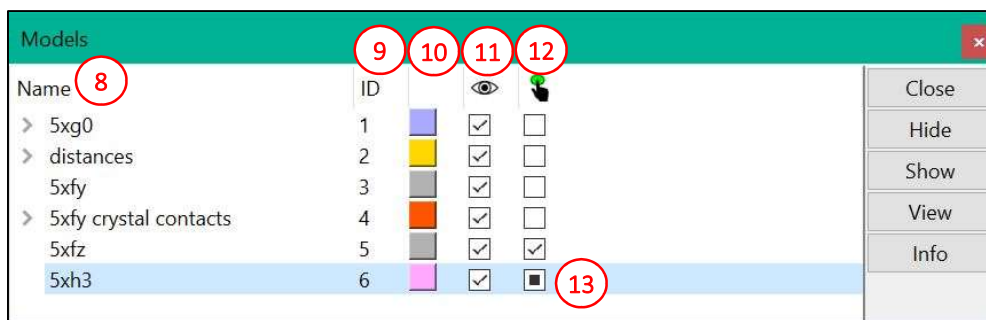 Models
×
Name 8 ID 9 10 11 12
5xg0 1
distances 2
5xfy 3
5xfy crystal contacts 4
5xfz 5
5xh3 6 13
Close
Hide
Show
View
Info